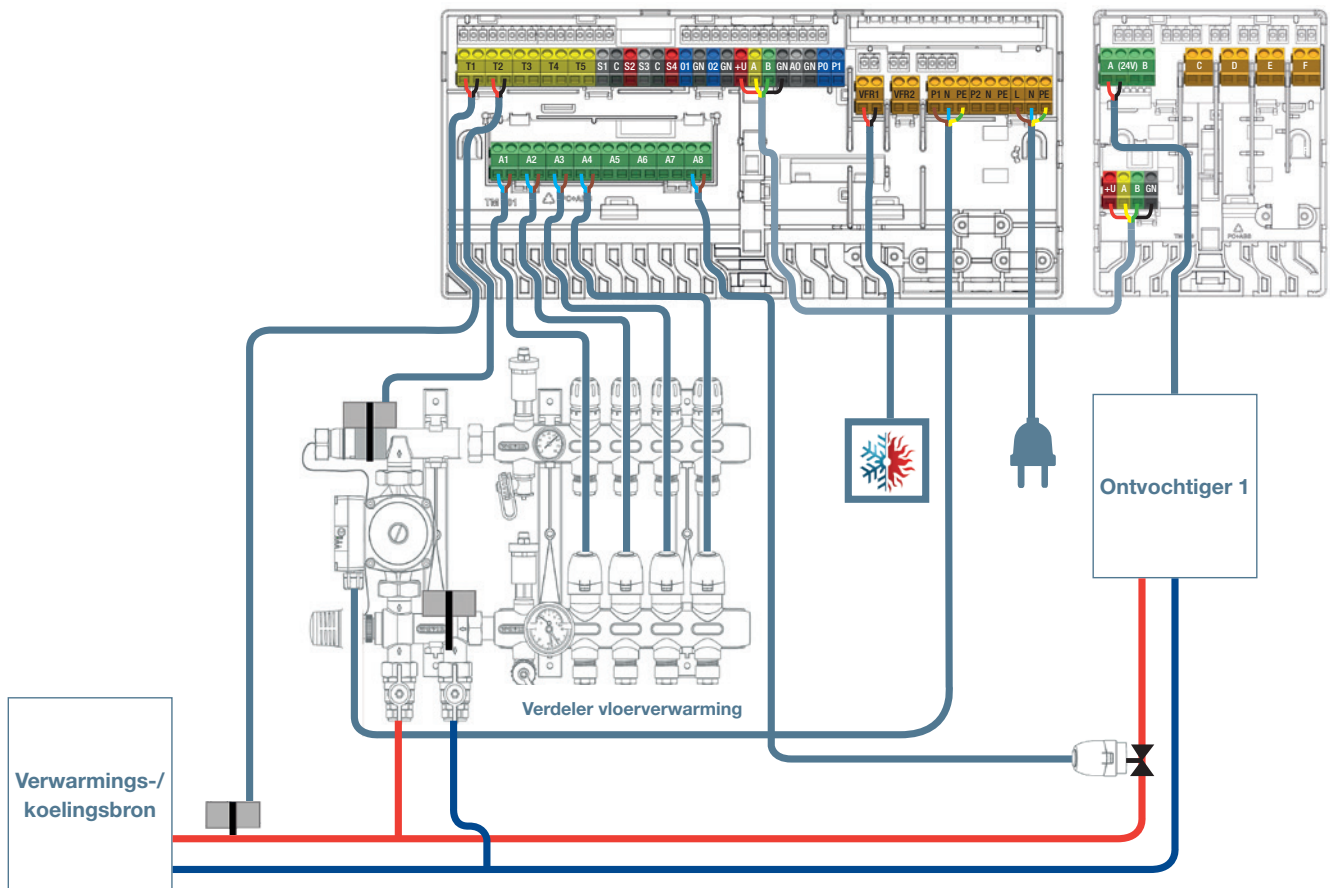 T1 T2 T3 T4 T5 S1 C S2 S3 C S4 01 GN 02 GN +U A B GN A0 GN P0 P1
A (24V) B C D E F
VFR1 VFR2 P1 N PE P2 N PE L N PE
A1 A2 A3 A4 A5 A6 A7 A8
+U A B GN
PC+ABS
Ontvochtiger 1
Verdeler vloerverwarming
Verwarmings-/
koelingsbron